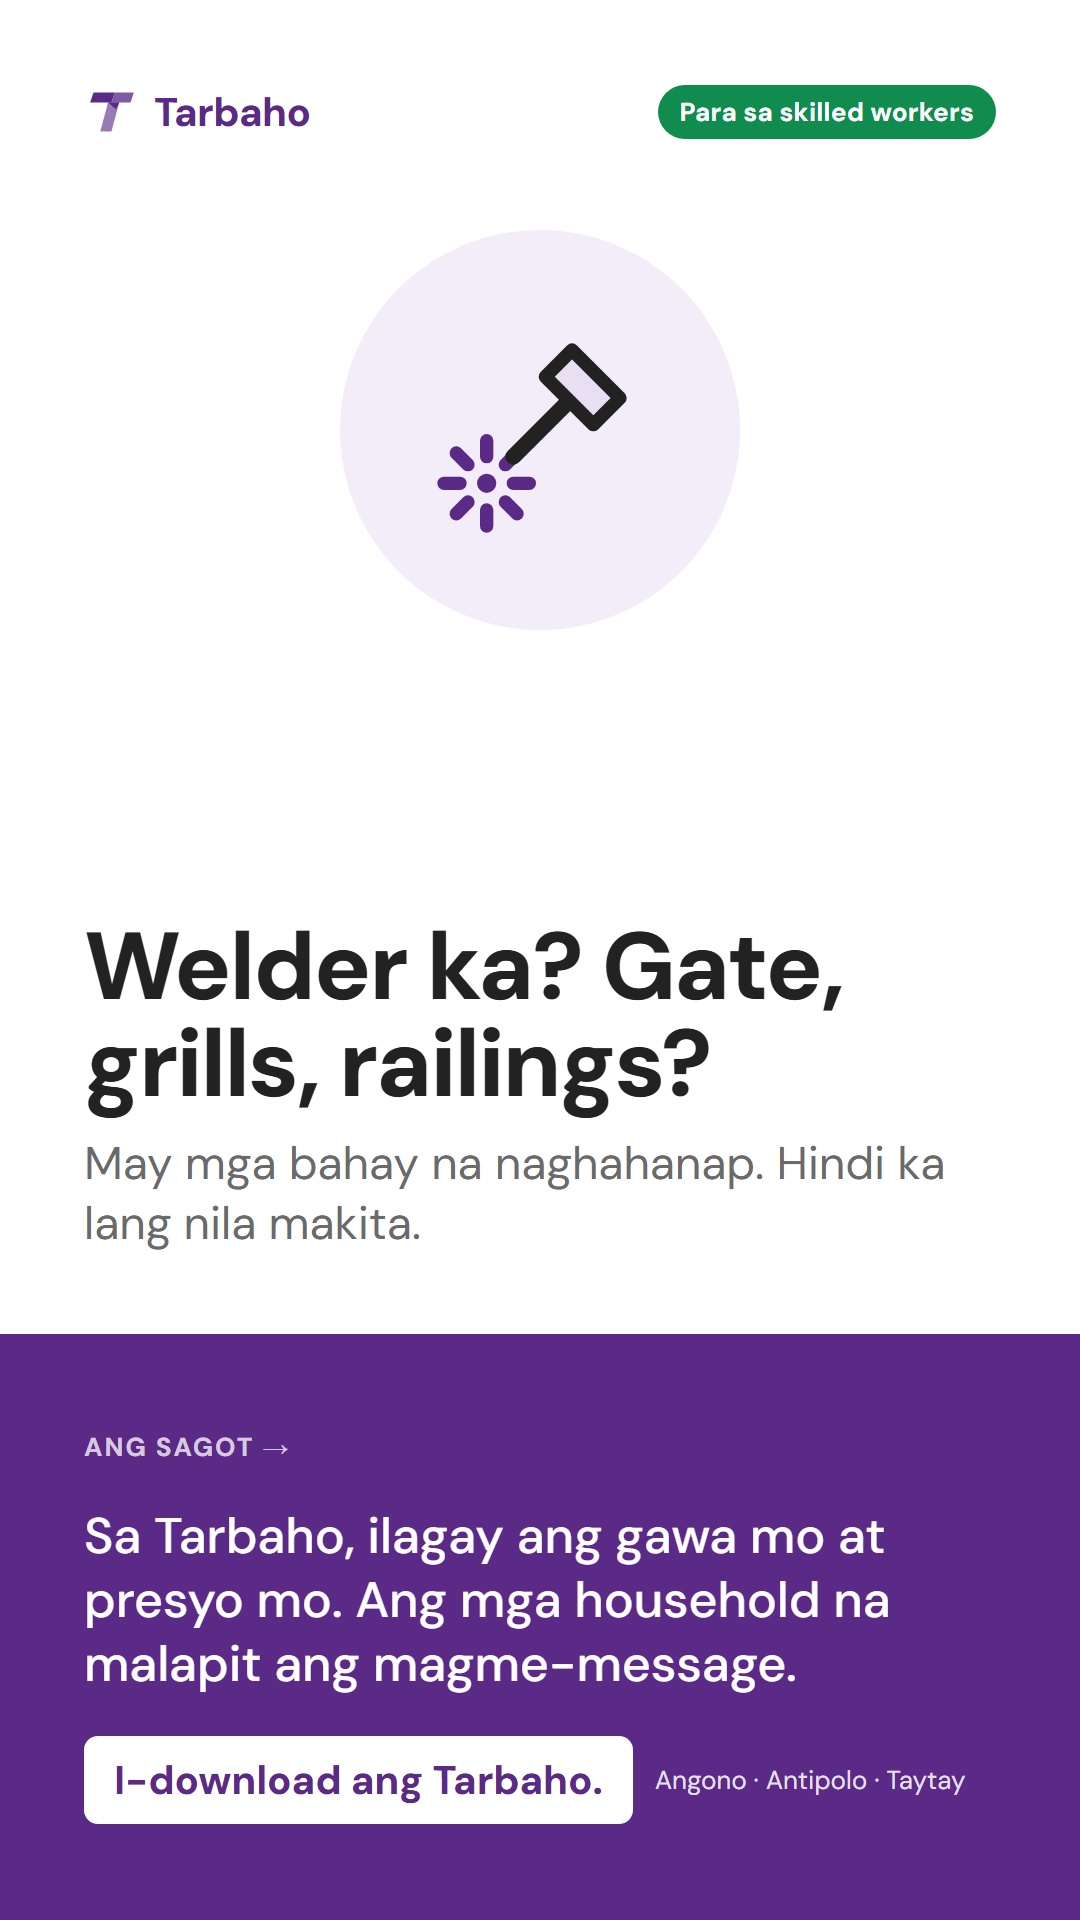 Tarbaho
Para sa skilled workers
Welder ka? Gate,
grills, railings?
May mga bahay na naghahanap. Hindi ka
lang nila makita.
ANG SAGOT →
Sa Tarbaho, ilagay ang gawa mo at
presyo mo. Ang mga household na
malapit ang magme-message.
I-download ang Tarbaho.
Angono · Antipolo · Taytay